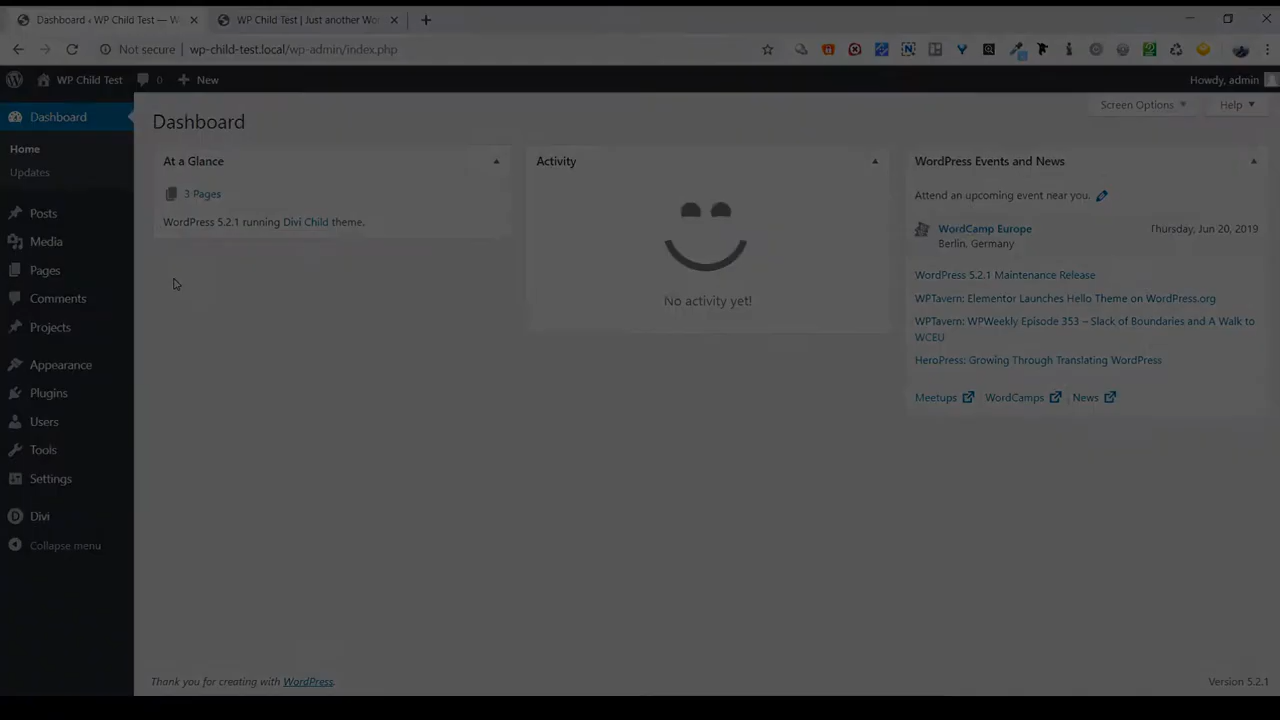 Dashboard ‹ WP Child Test — W
WP Child Test | Just another Wor
Not secure
wp-child-test.local/wp-admin/index.php
WP Child Test
0
New
Howdy, admin
Dashboard
Home
Updates
Posts
Media
Pages
Comments
Projects
Appearance
Plugins
Users
Tools
Settings
Divi
Collapse menu
Screen Options
Help
Dashboard
At a Glance
3 Pages
WordPress 5.2.1 running Divi Child theme.
Activity
No activity yet!
WordPress Events and News
Attend an upcoming event near you.
WordCamp Europe
Thursday, Jun 20, 2019
Berlin, Germany
WordPress 5.2.1 Maintenance Release
WPTavern: Elementor Launches Hello Theme on WordPress.org
WPTavern: WPWeekly Episode 353 – Slack of Boundaries and A Walk to
WCEU
HeroPress: Growing Through Translating WordPress
Meetups
WordCamps
News
Thank you for creating with WordPress.
Version 5.2.1